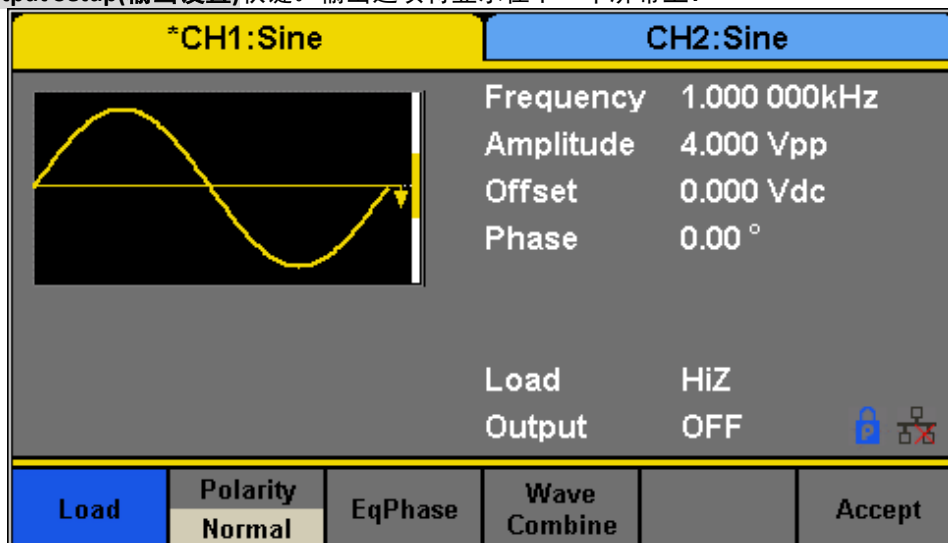 *CH1:Sine
CH2:Sine
Frequency 1.000 000kHz
Amplitude 4.000 Vpp
Offset 0.000 Vdc
Phase 0.00 °
Load HiZ
Output OFF
P
Load
Polarity
Normal
EqPhase
Wave
Combine
Accept